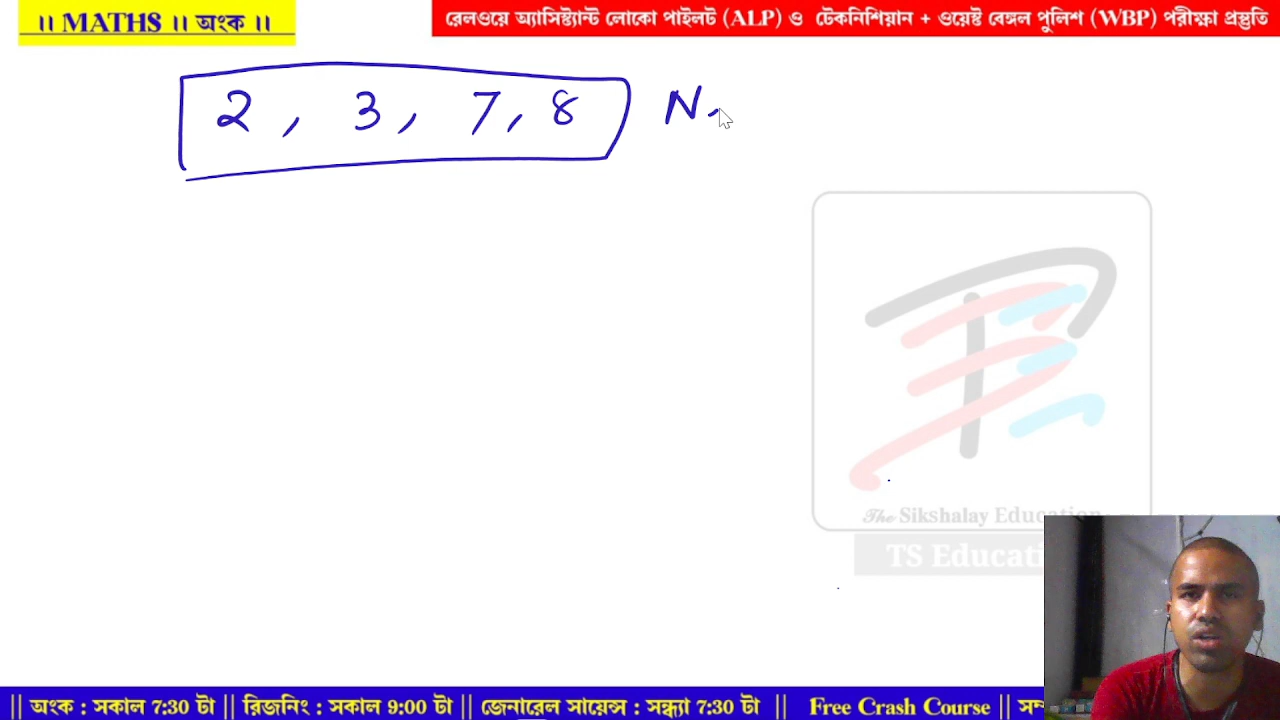 ।। MATHS ।। অংক ।।
রেলওয়ে অ্যাসিস্ট্যান্ট লোকো পাইলট (ALP) ও টেকনিশিয়ান + ওয়েস্ট বেঙ্গল পুলিশ (WBP) পরীক্ষা প্রস্তুতি
2 , 3 , 7 , 8 N
The Sikshalay Education
TS Educati
|| অংক : সকাল 7:30 টা || রিজনিং : সকাল 9:00 টা || জেনারেল সায়েন্স : সন্ধ্যা 7:30 টা || Free Crash Course || সম